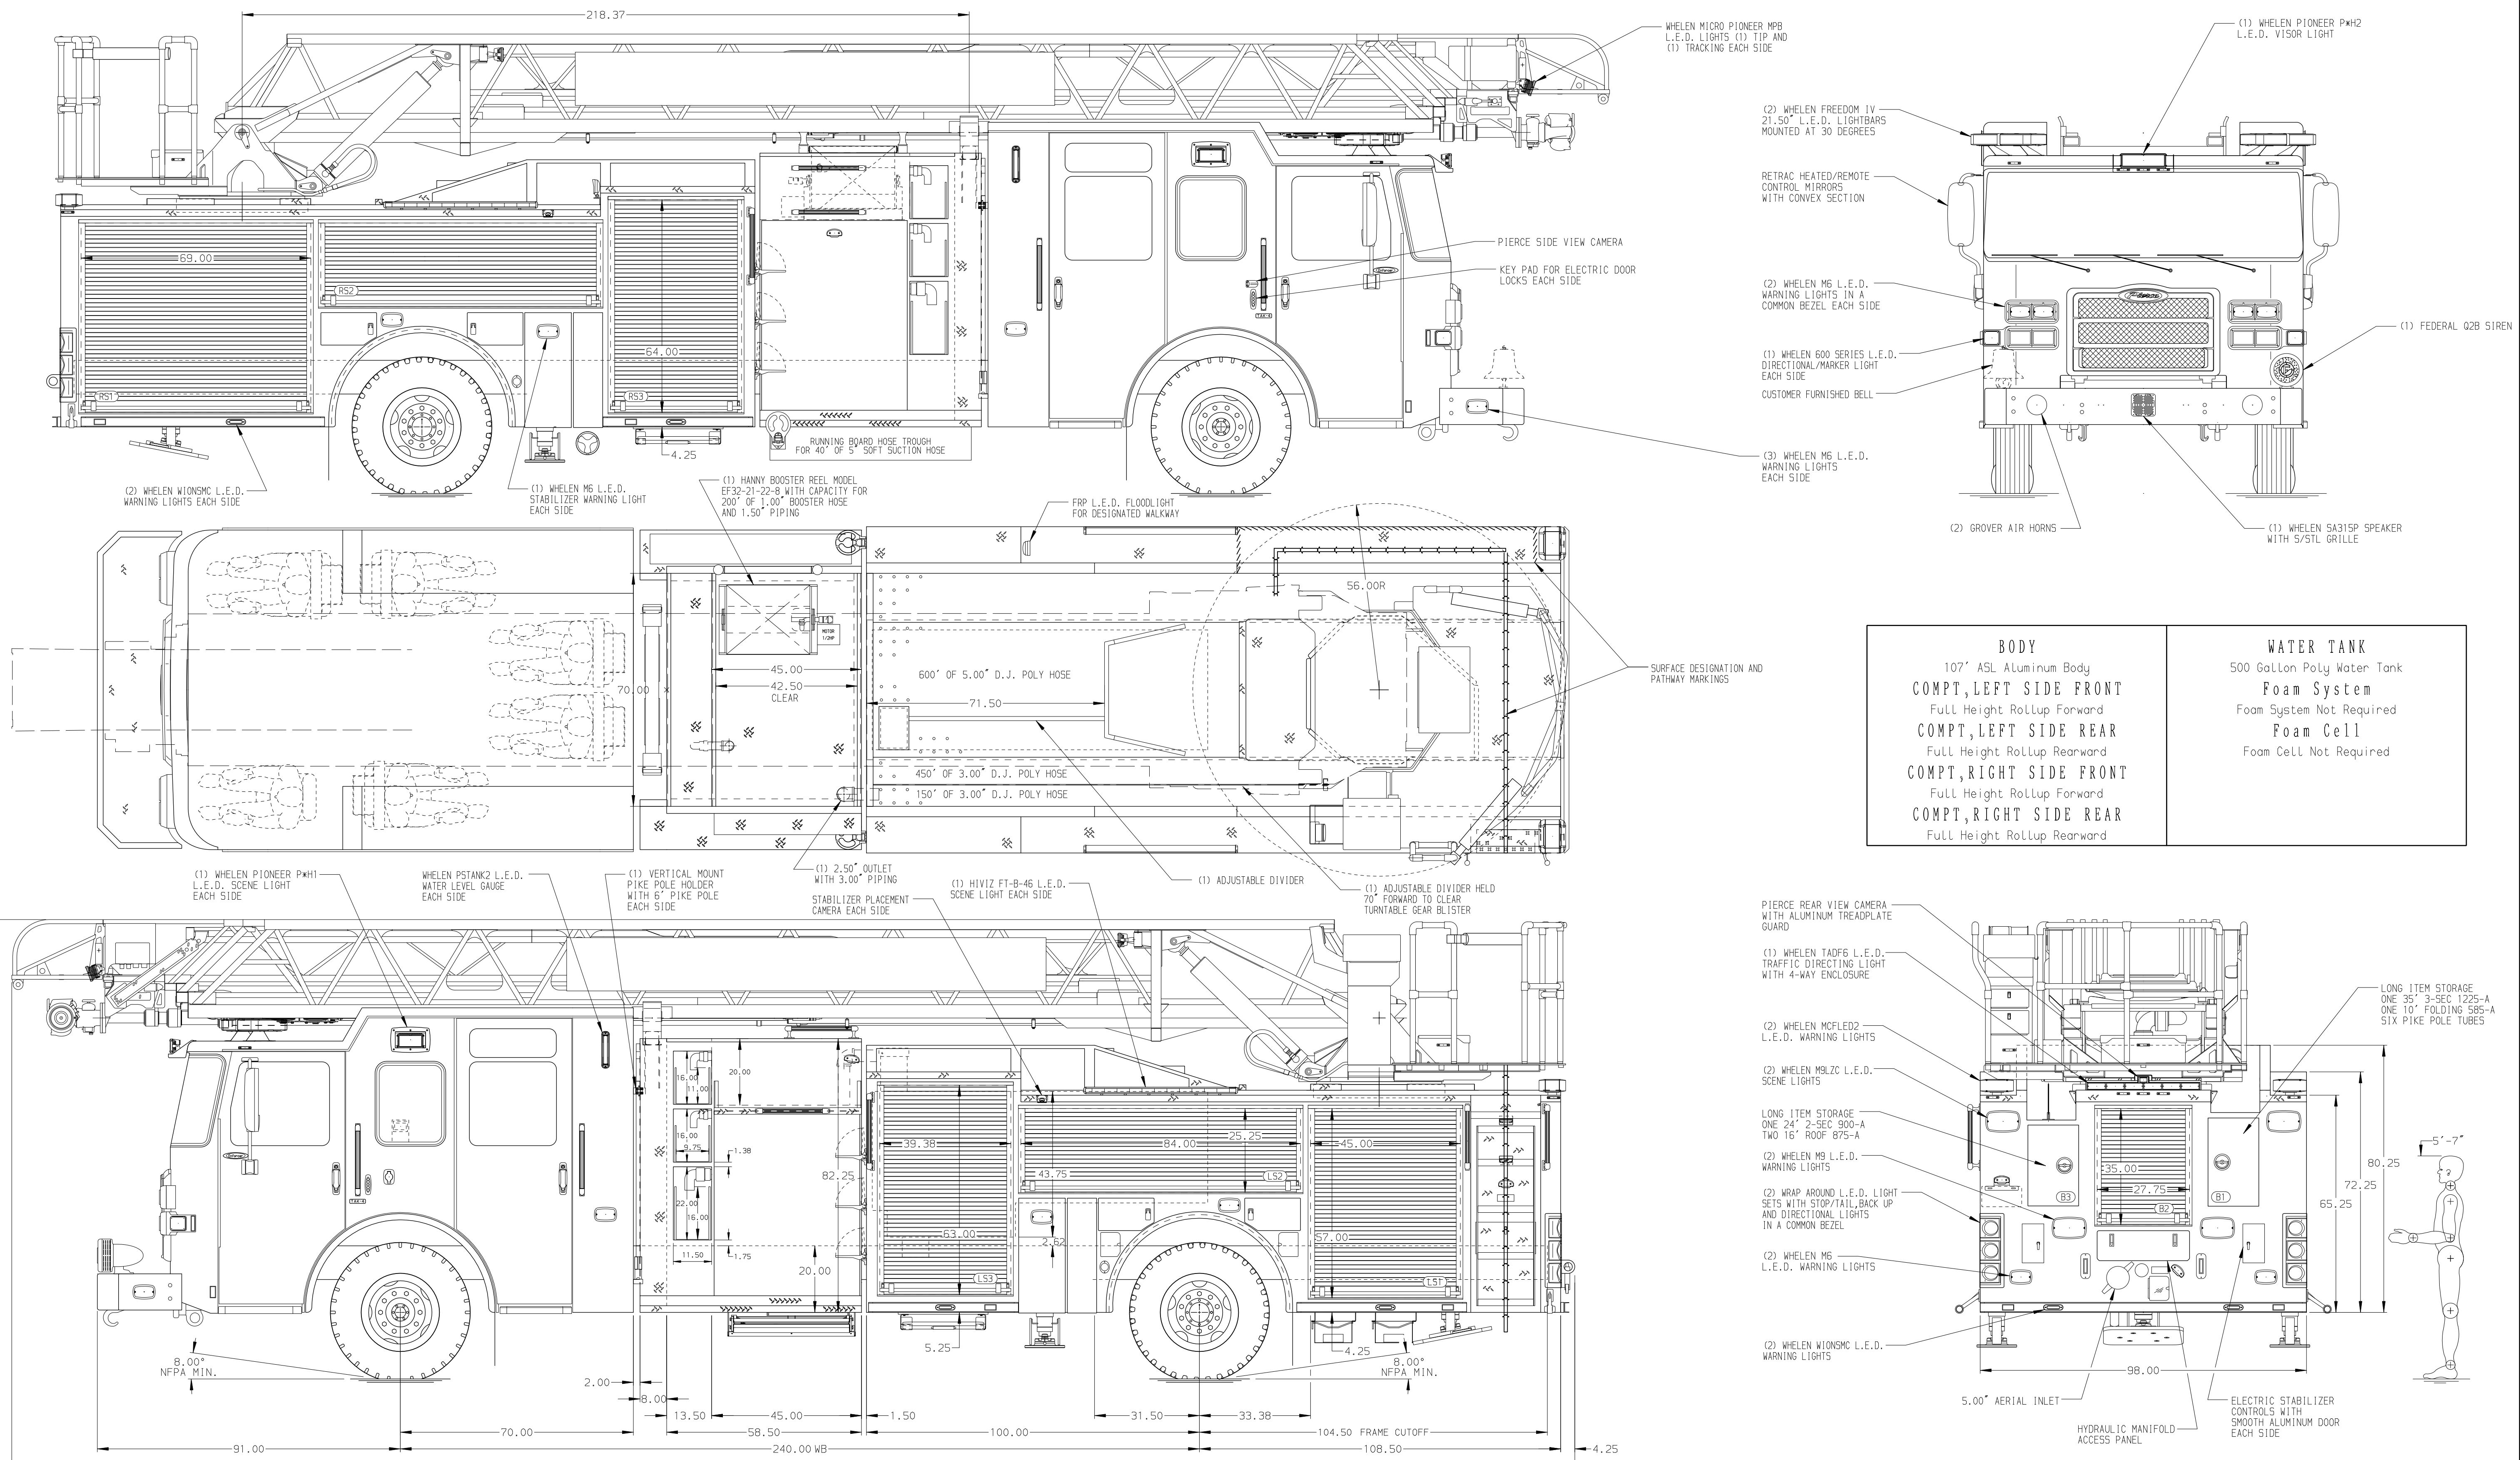 218.37
WHELEN MICRO PIONEER MPB
L.E.D. LIGHTS (1) TIP AND
(1) TRACKING EACH SIDE
69.00
RS2
RS1
64.00
RS3
4.25
TAK-4
PIERCE SIDE VIEW CAMERA
KEY PAD FOR ELECTRIC DOOR
LOCKS EACH SIDE
RUNNING BOARD HOSE TROUGH
FOR 40' OF 5" SOFT SUCTION HOSE
(2) WHELEN WIONSMC L.E.D.
WARNING LIGHTS EACH SIDE
(1) WHELEN M6 L.E.D.
STABILIZER WARNING LIGHT
EACH SIDE
(1) HANNY BOOSTER REEL MODEL
EF32-21-22-8 WITH CAPACITY FOR
200' OF 1.00" BOOSTER HOSE
AND 1.50" PIPING
FRP L.E.D. FLOODLIGHT
FOR DESIGNATED WALKWAY
(1) WHELEN PIONEER P*H2
L.E.D. VISOR LIGHT
(2) WHELEN FREEDOM IV
21.50" L.E.D. LIGHTBARS
MOUNTED AT 30 DEGREES
RETRAC HEATED/REMOTE
CONTROL MIRRORS
WITH CONVEX SECTION
(2) WHELEN M6 L.E.D.
WARNING LIGHTS IN A
COMMON BEZEL EACH SIDE
Pierce
(1) FEDERAL Q2B SIREN
(1) WHELEN 600 SERIES L.E.D.
DIRECTIONAL/MARKER LIGHT
EACH SIDE
CUSTOMER FURNISHED BELL
(3) WHELEN M6 L.E.D.
WARNING LIGHTS
EACH SIDE
(2) GROVER AIR HORNS
(1) WHELEN SA315P SPEAKER
WITH S/STL GRILLE
56.00R
MOTOR
1/2HP
45.00
42.50
CLEAR
70.00
600' OF 5.00" D.J. POLY HOSE
71.50
450' OF 3.00" D.J. POLY HOSE
150' OF 3.00" D.J. POLY HOSE
SURFACE DESIGNATION AND
PATHWAY MARKINGS
BODY
107' ASL Aluminum Body
COMPT,LEFT SIDE FRONT
Full Height Rollup Forward
COMPT,LEFT SIDE REAR
Full Height Rollup Rearward
COMPT,RIGHT SIDE FRONT
Full Height Rollup Forward
COMPT,RIGHT SIDE REAR
Full Height Rollup Rearward
WATER TANK
500 Gallon Poly Water Tank
Foam System
Foam System Not Required
Foam Cell
Foam Cell Not Required
(1) WHELEN PIONEER P*H1
L.E.D. SCENE LIGHT
EACH SIDE
WHELEN PSTANK2 L.E.D.
WATER LEVEL GAUGE
EACH SIDE
(1) VERTICAL MOUNT
PIKE POLE HOLDER
WITH 6' PIKE POLE
EACH SIDE
(1) 2.50" OUTLET
WITH 3.00" PIPING
STABILIZER PLACEMENT
CAMERA EACH SIDE
(1) HIVIZ FT-B-46 L.E.D.
SCENE LIGHT EACH SIDE
(1) ADJUSTABLE DIVIDER
(1) ADJUSTABLE DIVIDER HELD
70" FORWARD TO CLEAR
TURNTABLE GEAR BLISTER
16.00
11.00
20.00
16.00
9.75
1.38
82.25
22.00
16.00
11.50
1.75
20.00
39.38
63.00
LS3
43.75
2.62
84.00
25.25
LS2
45.00
57.00
LS1
TAK-4
5.25
4.25
8.00°
NFPA MIN.
8.00°
NFPA MIN.
2.00
8.00
13.50
45.00
1.50
31.50
33.38
70.00
58.50
100.00
104.50 FRAME CUTOFF
91.00
240.00 WB
108.50
4.25
PIERCE REAR VIEW CAMERA
WITH ALUMINUM TREADPLATE
GUARD
(1) WHELEN TADF6 L.E.D.
TRAFFIC DIRECTING LIGHT
WITH 4-WAY ENCLOSURE
(2) WHELEN MCFLED2
L.E.D. WARNING LIGHTS
(2) WHELEN M9LZC L.E.D.
SCENE LIGHTS
LONG ITEM STORAGE
ONE 24' 2-SEC 900-A
TWO 16' ROOF 875-A
(2) WHELEN M9 L.E.D.
WARNING LIGHTS
(2) WRAP AROUND L.E.D. LIGHT
SETS WITH STOP/TAIL,BACK UP
AND DIRECTIONAL LIGHTS
IN A COMMON BEZEL
(2) WHELEN M6
L.E.D. WARNING LIGHTS
(2) WHELEN WIONSMC L.E.D.
WARNING LIGHTS
LONG ITEM STORAGE
ONE 35' 3-SEC 1225-A
ONE 10' FOLDING 585-A
SIX PIKE POLE TUBES
35.00
27.75
B3
B2
B1
80.25
72.25
65.25
5'-7"
98.00
5.00" AERIAL INLET
HYDRAULIC MANIFOLD
ACCESS PANEL
ELECTRIC STABILIZER
CONTROLS WITH
SMOOTH ALUMINUM DOOR
EACH SIDE